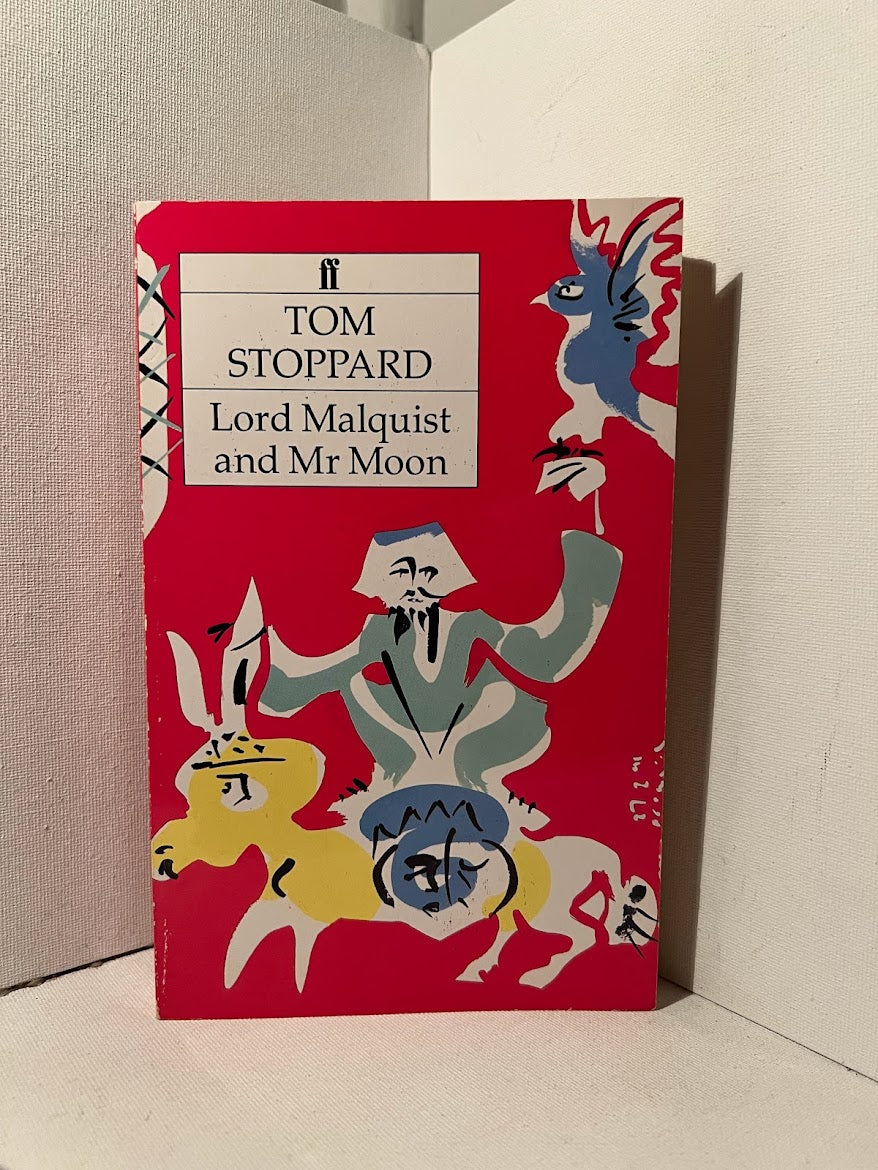 ff
TOM
STOPPARD
Lord Malquist
and Mr Moon